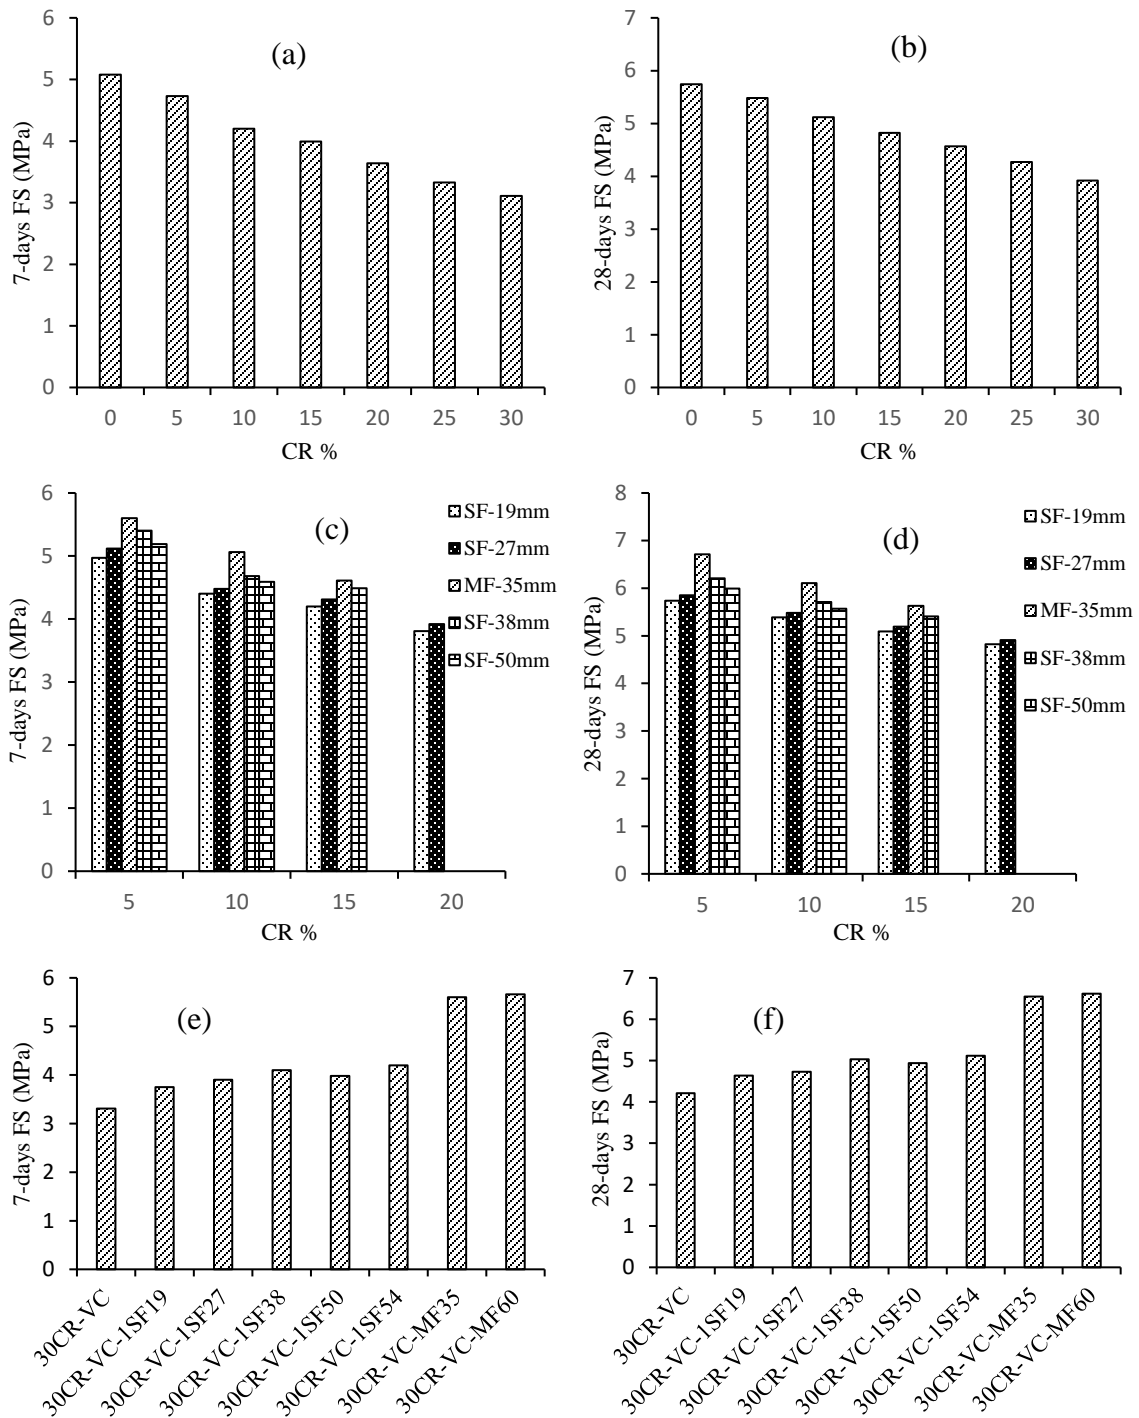 (a)
7-days FS (MPa)
6
5
4
3
2
1
0
0 5 10 15 20 25 30
CR %
(b)
28-days FS (MPa)
7
6
5
4
3
2
1
0
0 5 10 15 20 25 30
CR %
(c)
7-days FS (MPa)
6
5
4
3
2
1
0
5 10 15 20
CR %
SF-19mm
SF-27mm
MF-35mm
SF-38mm
SF-50mm
(d)
28-days FS (MPa)
8
7
6
5
4
3
2
1
0
5 10 15 20
CR %
SF-19mm
SF-27mm
MF-35mm
SF-38mm
SF-50mm
(e)
7-days FS (MPa)
6
5
4
3
2
1
0
30CR-VC
30CR-VC-1SF19
30CR-VC-1SF27
30CR-VC-1SF38
30CR-VC-1SF50
30CR-VC-1SF54
30CR-VC-MF35
30CR-VC-MF60
(f)
28-days FS (MPa)
7
6
5
4
3
2
1
0
30CR-VC
30CR-VC-1SF19
30CR-VC-1SF27
30CR-VC-1SF38
30CR-VC-1SF50
30CR-VC-1SF54
30CR-VC-MF35
30CR-VC-MF60